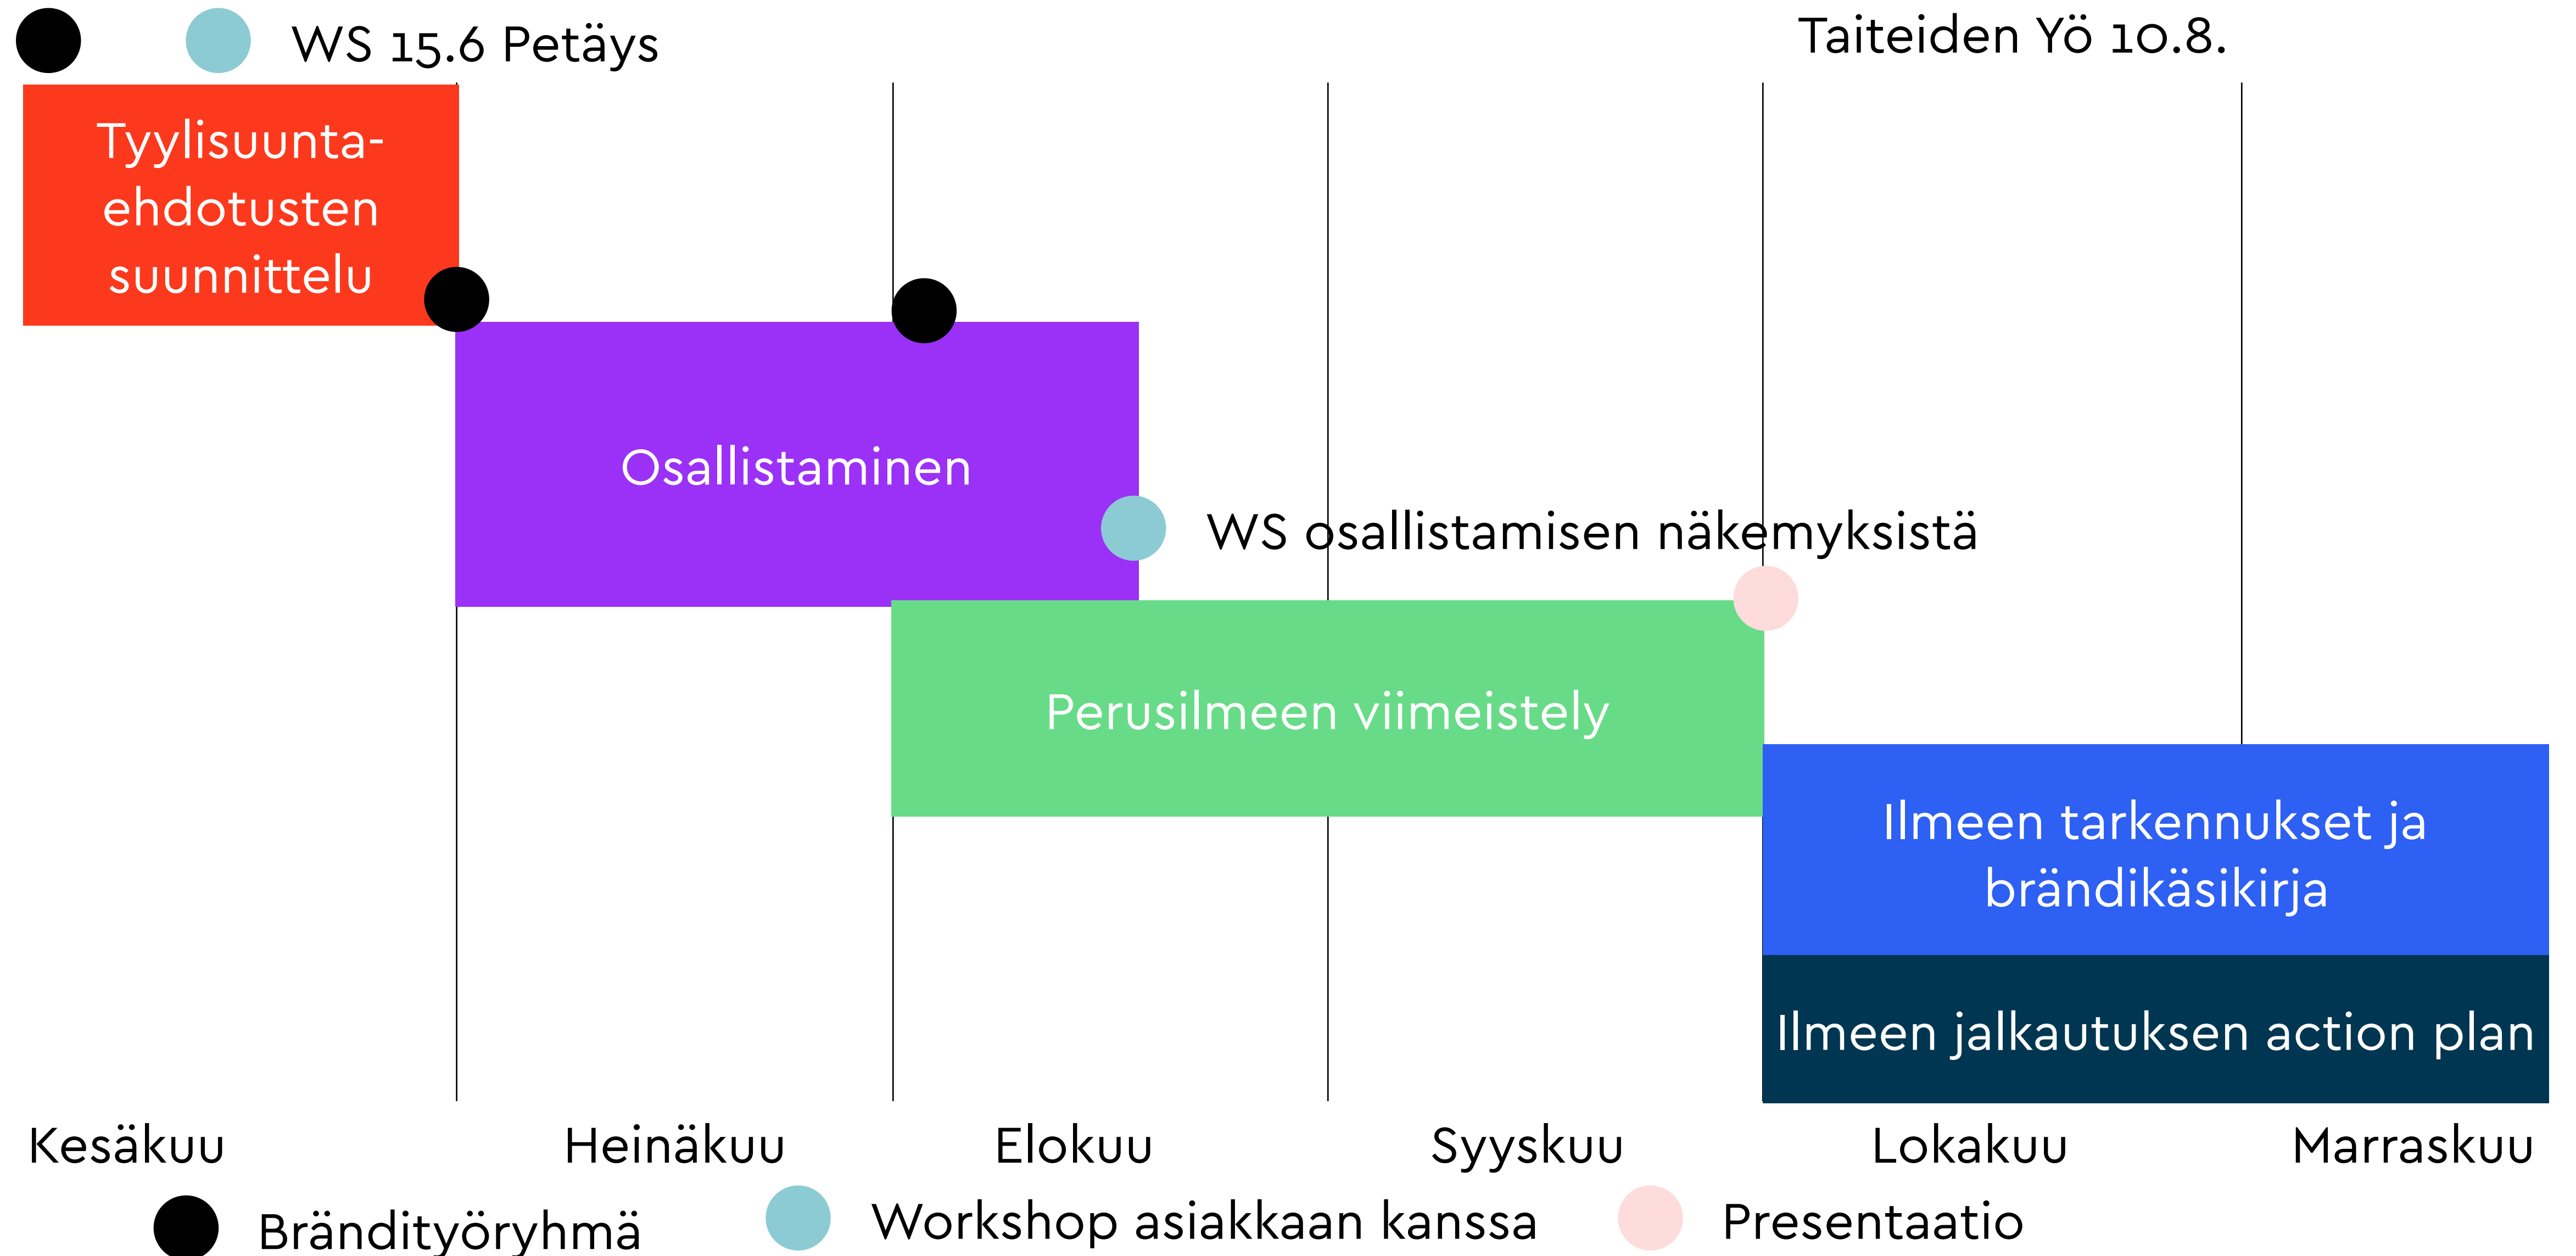 WS 15.6 Petäys
Taiteiden Yö 10.8.
Tyylisuunta-
ehdotusten
suunnittelu
Osallistaminen
WS osallistamisen näkemyksistä
Perusilmeen viimeistely
Ilmeen tarkennukset ja
brändikäsikirja
Ilmeen jalkautuksen action plan
Kesäkuu
Heinäkuu
Elokuu
Syyskuu
Lokakuu
Marraskuu
Brändityöryhmä
Workshop asiakkaan kanssa
Presentaatio